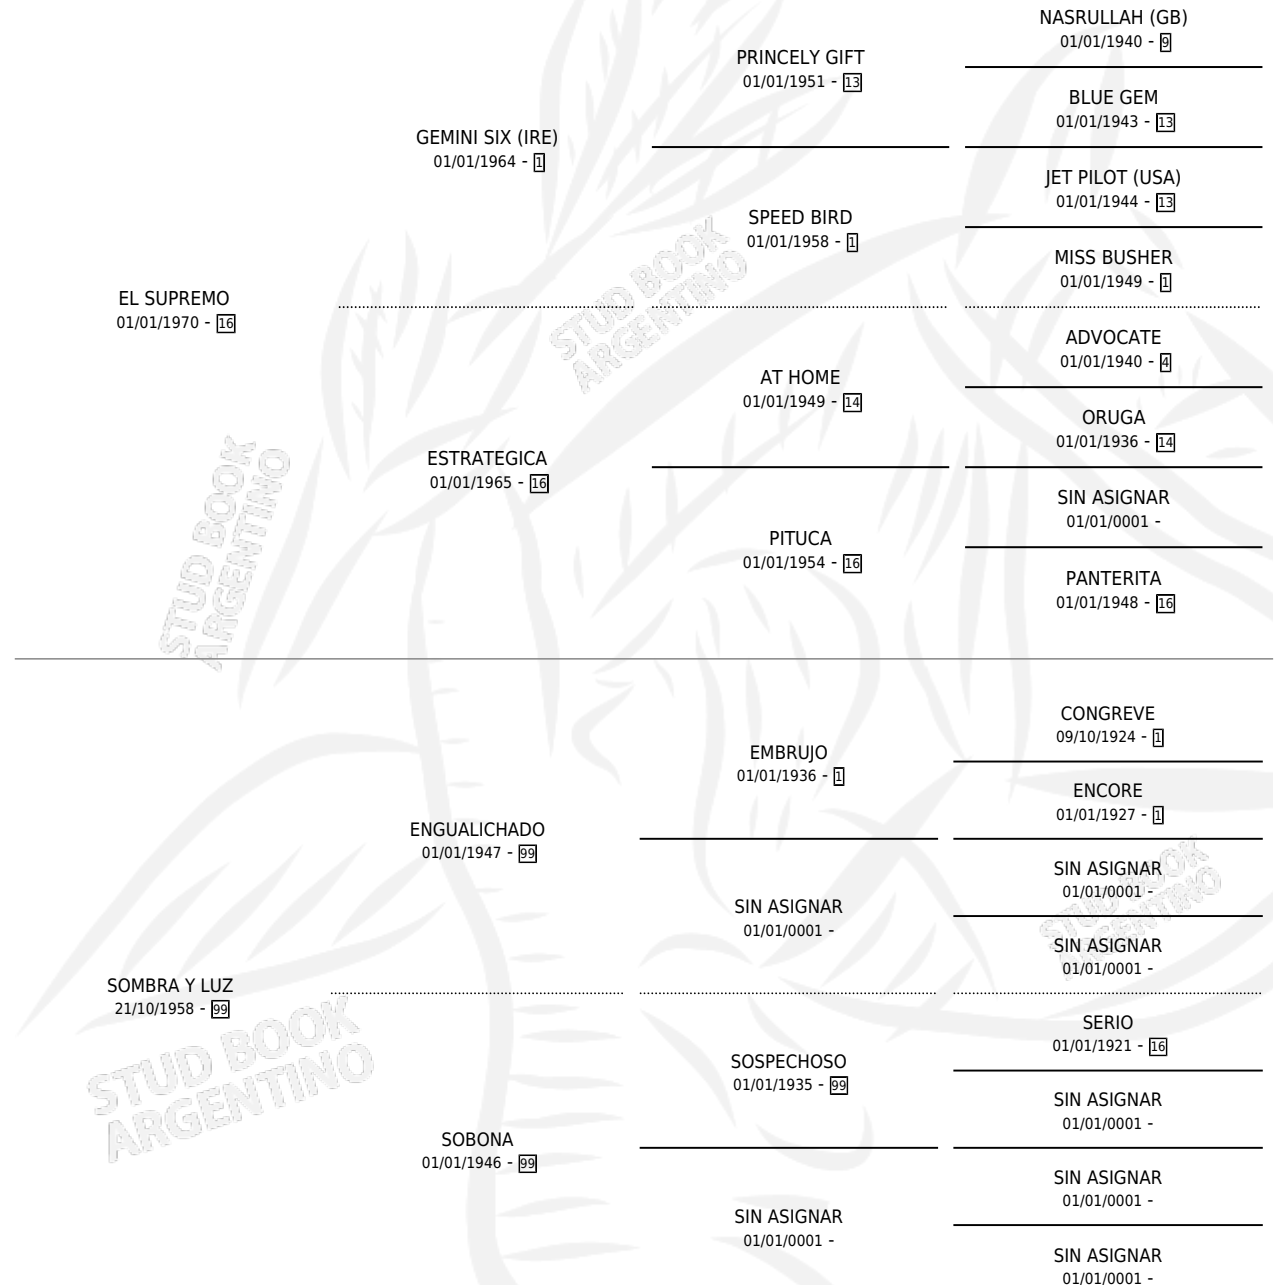 NASRULLAH (GB)
01/01/1940 - 9
PRINCELY GIFT
01/01/1951 - 13
BLUE GEM
01/01/1943 - 13
GEMINI SIX (IRE)
01/01/1964 - 1
JET PILOT (USA)
01/01/1944 - 13
SPEED BIRD
01/01/1958 - 1
MISS BUSHER
01/01/1949 - 1
EL SUPREMO
01/01/1970 - 16
ADVOCATE
01/01/1940 - 4
AT HOME
01/01/1949 - 14
ORUGA
01/01/1936 - 14
ESTRATEGICA
01/01/1965 - 16
SIN ASIGNAR
01/01/0001 -
PITUCA
01/01/1954 - 16
PANTERITA
01/01/1948 - 16
CONGREVE
09/10/1924 - 1
EMBRUJO
01/01/1936 - 1
ENCORE
01/01/1927 - 1
ENGUALICHADO
01/01/1947 - 99
SIN ASIGNAR
01/01/0001 -
SIN ASIGNAR
01/01/0001 -
SIN ASIGNAR
01/01/0001 -
SOMBRA Y LUZ
21/10/1958 - 99
SERIO
01/01/1921 - 16
SOSPECHOSO
01/01/1935 - 99
SIN ASIGNAR
01/01/0001 -
SOBONA
01/01/1946 - 99
SIN ASIGNAR
01/01/0001 -
SIN ASIGNAR
01/01/0001 -
SIN ASIGNAR
01/01/0001 -
STUD BOOK
ARGENTINO
STUD BOOK
ARGENTINO
STUD BOOK
ARGENTINO
STUD BOOK
ARGENTINO